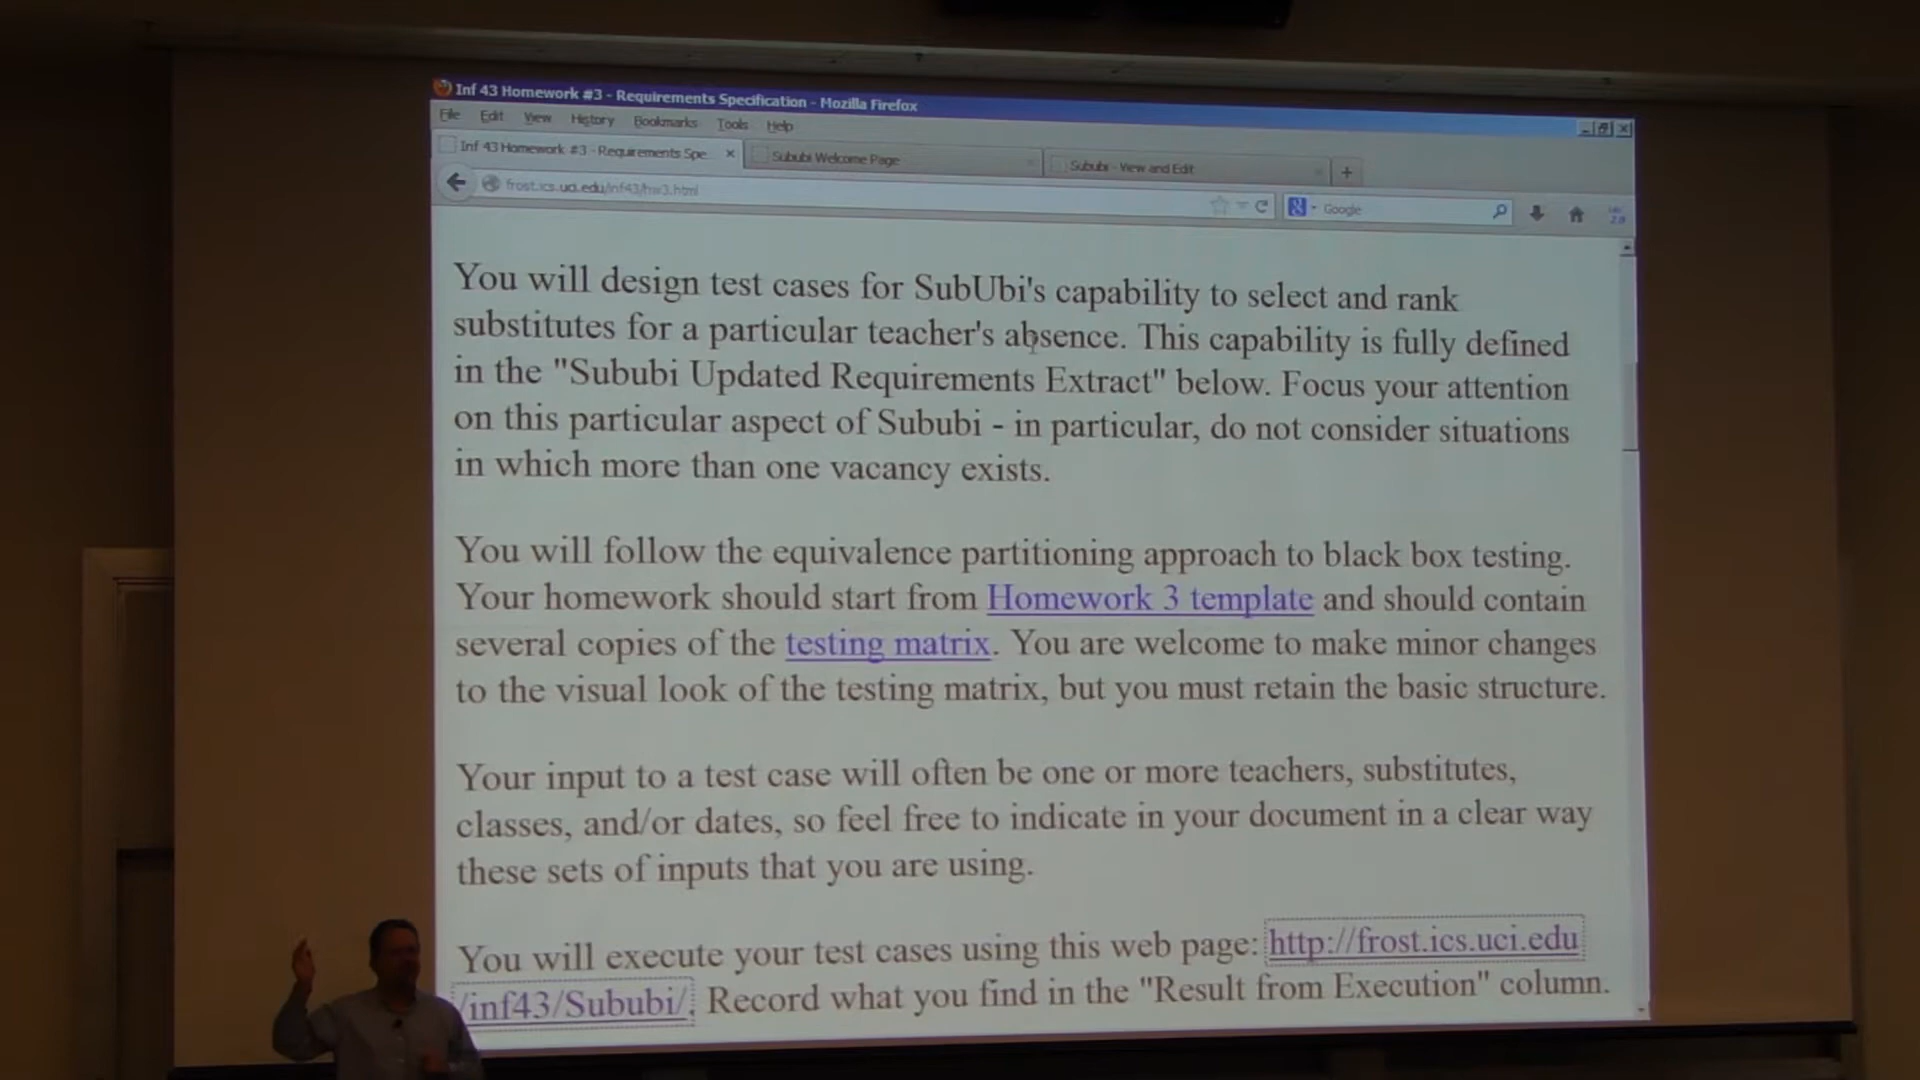 Inf 43 Homework #3 - Requirements Specification - Mozilla Firefox
File Edit View History Bookmarks Tools Help
Inf 43 Homework #3 - Requirements Spe... Sububi Welcome Page Sububi - View and Edit
frost.ics.uci.edu/inf43/hw3.html Google
You will design test cases for SubUbi's capability to select and rank
substitutes for a particular teacher's absence. This capability is fully defined
in the "Sububi Updated Requirements Extract" below. Focus your attention
on this particular aspect of Sububi - in particular, do not consider situations
in which more than one vacancy exists.
You will follow the equivalence partitioning approach to black box testing.
Your homework should start from Homework 3 template and should contain
several copies of the testing matrix. You are welcome to make minor changes
to the visual look of the testing matrix, but you must retain the basic structure.
Your input to a test case will often be one or more teachers, substitutes,
classes, and/or dates, so feel free to indicate in your document in a clear way
these sets of inputs that you are using.
You will execute your test cases using this web page: http://frost.ics.uci.edu
/inf43/Sububi/. Record what you find in the "Result from Execution" column.